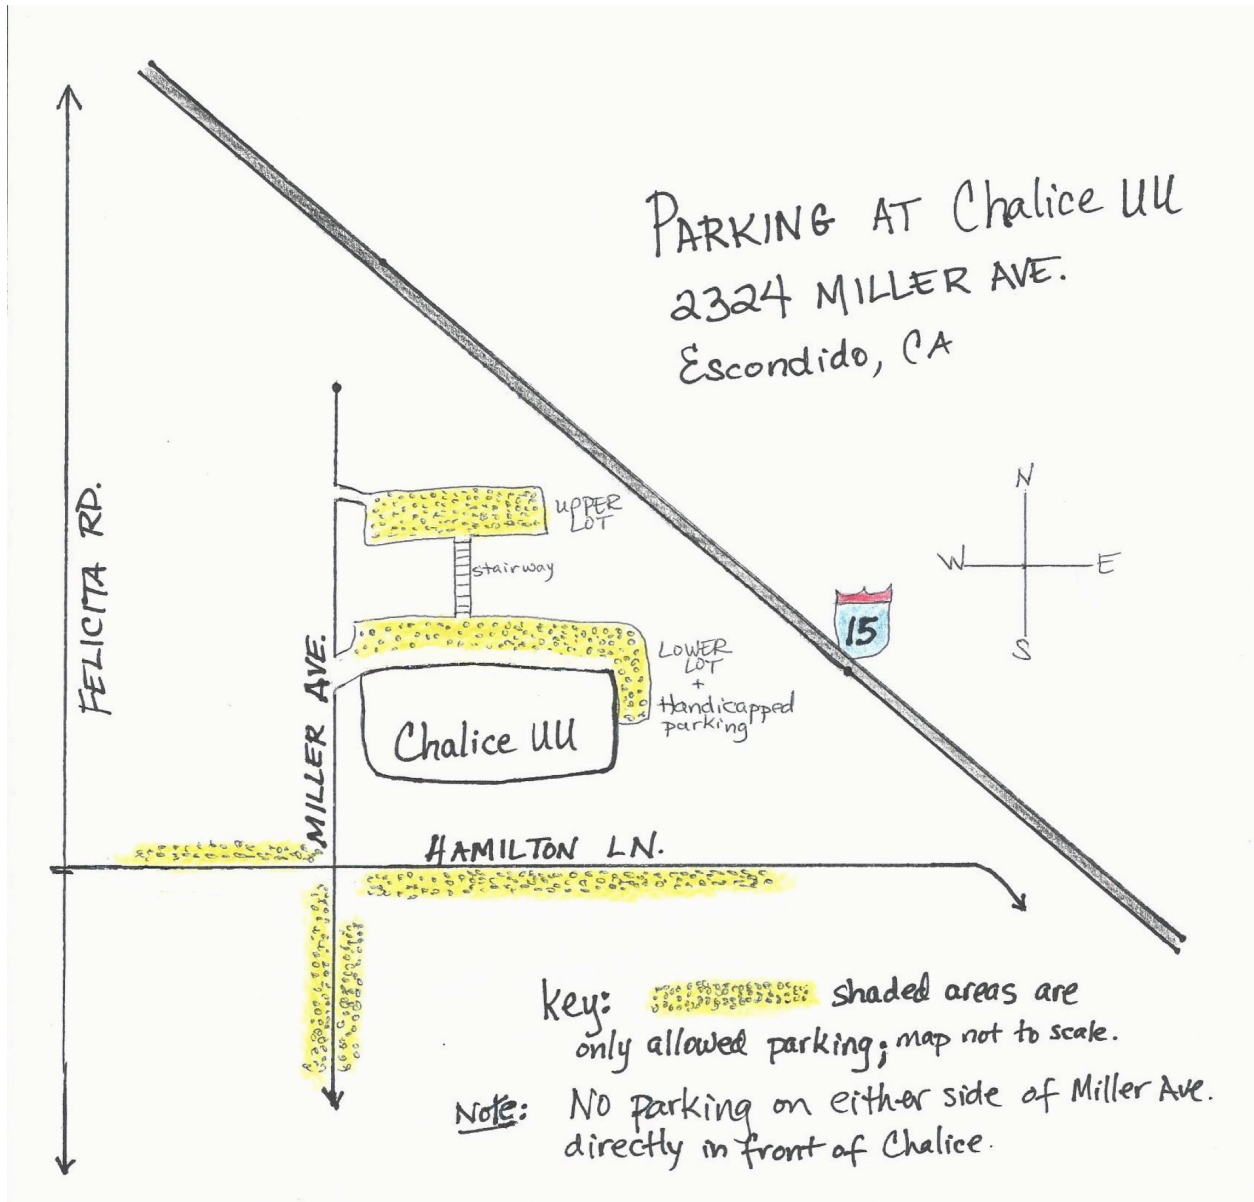 PARKING AT Chalice UU
2324 MILLER AVE.
Escondido, CA
FELICITA RD.
UPPER
LOT
stairway
N
W
E
S
15
MILLER AVE.
LOWER
LOT
+
Handicapped
parking
Chalice UU
HAMILTON LN.
key: shaded areas are
only allowed parking; map not to scale.
Note: No parking on either side of Miller Ave.
directly in front of Chalice.